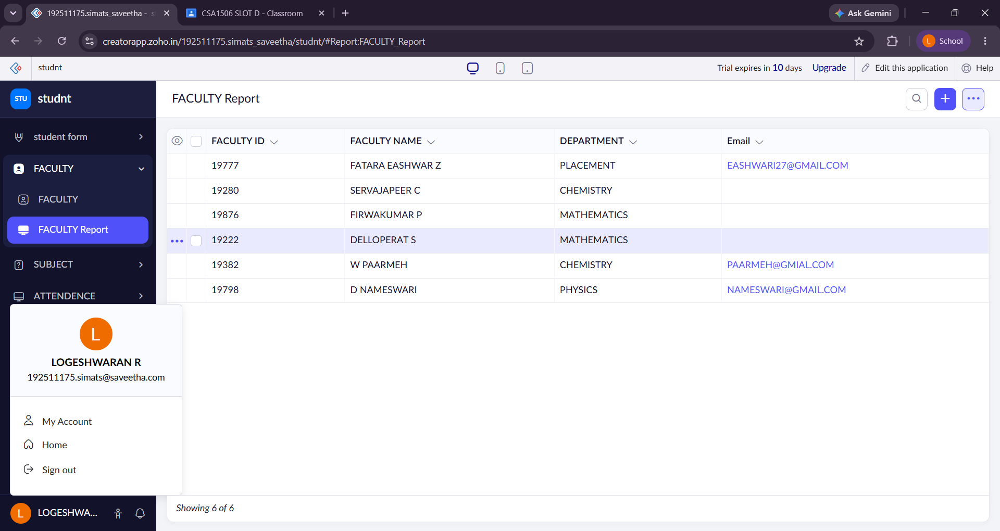 192511175.simats_saveetha -
CSA1506 SLOT D - Classroom
Ask Gemini
creatorapp.zoho.in/192511175.simats_saveetha/studnt/#Report:FACULTY_Report
L School
studnt
Trial expires in 10 days Upgrade Edit this application Help
STU studnt
FACULTY Report
student form
FACULTY
FACULTY
FACULTY Report
SUBJECT
ATTENDENCE
FACULTY ID FACULTY NAME DEPARTMENT Email
19777 FATARA EASHWAR Z PLACEMENT EASHWARI27@GMAIL.COM
19280 SERVAJAPEER C CHEMISTRY
19876 FIRWAKUMAR P MATHEMATICS
19222 DELLOPERAT S MATHEMATICS
19382 W PAARMEH CHEMISTRY PAARMEH@GMIAL.COM
19798 D NAMESWARI PHYSICS NAMESWARI@GMAIL.COM
L
LOGESHWARAN R
192511175.simats@saveetha.com
My Account
Home
Sign out
L LOGESHWA...
Showing 6 of 6